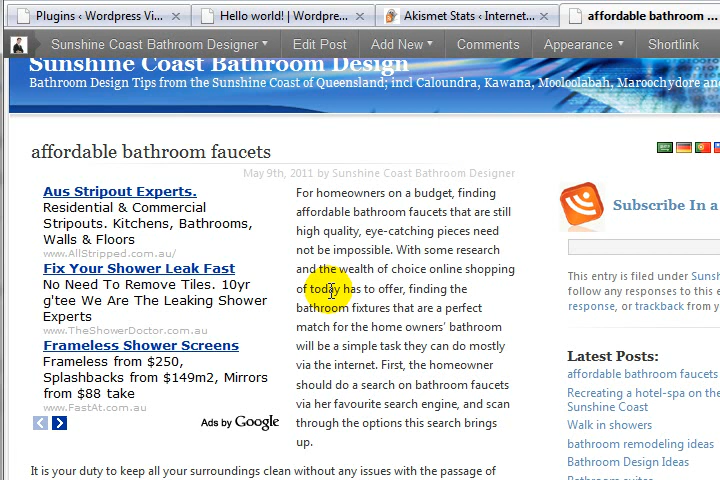 Plugins ‹ Wordpress Vi...
Hello world! | Wordpre...
Akismet Stats ‹ Internet...
affordable bathroom ...
Sunshine Coast Bathroom Designer
Edit Post
Add New
Comments
Appearance
Shortlink
Sunshine Coast Bathroom Design
Bathroom Design Tips from the Sunshine Coast of Queensland; incl Caloundra, Kawana, Mooloolabah, Maroochydore
affordable bathroom faucets
May 9th, 2011 by Sunshine Coast Bathroom Designer
Aus Stripout Experts.
Residential & Commercial
Stripouts. Kitchens, Bathrooms,
Walls & Floors
www.AllStripped.com.au/
Fix Your Shower Leak Fast
No Need To Remove Tiles. 10yr
g'tee We Are The Leaking Shower
Experts
www.TheShowerDoctor.com.au
Frameless Shower Screens
Frameless from $250,
Splashbacks from $149m2, Mirrors
from $88 take
www.FastAt.com.au
Ads by Google
For homeowners on a budget, finding
affordable bathroom faucets that are still
high quality, eye-catching pieces need
not be impossible. With some research
and the wealth of choice online shopping
of today has to offer, finding the
bathroom fixtures that are a perfect
match for the home owners' bathroom
will be a simple task they can do mostly
via the internet. First, the homeowner
should do a search on bathroom faucets
via her favourite search engine, and scan
through the options this search brings
up.
It is your duty to keep all your surroundings clean without any issues with the passage of
Subscribe In a
This entry is filed under Sunsh
follow any responses to this e
response, or trackback from y
Latest Posts:
affordable bathroom faucets
Recreating a hotel-spa on the
Sunshine Coast
Walk in showers
bathroom remodeling ideas
Bathroom Design Ideas
Bathroom suites